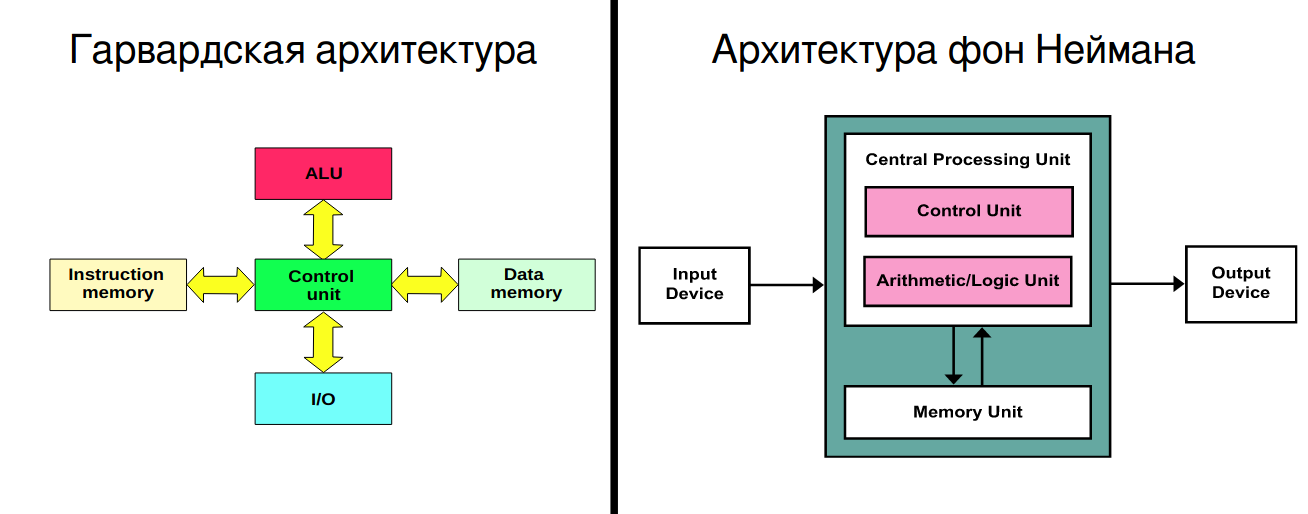 Гарвардская архитектура
ALU
Instruction
memory
Control
unit
Data
memory
I/O
Архитектура фон Неймана
Central Processing Unit
Control Unit
Arithmetic/Logic Unit
Input
Device
Output
Device
Memory Unit